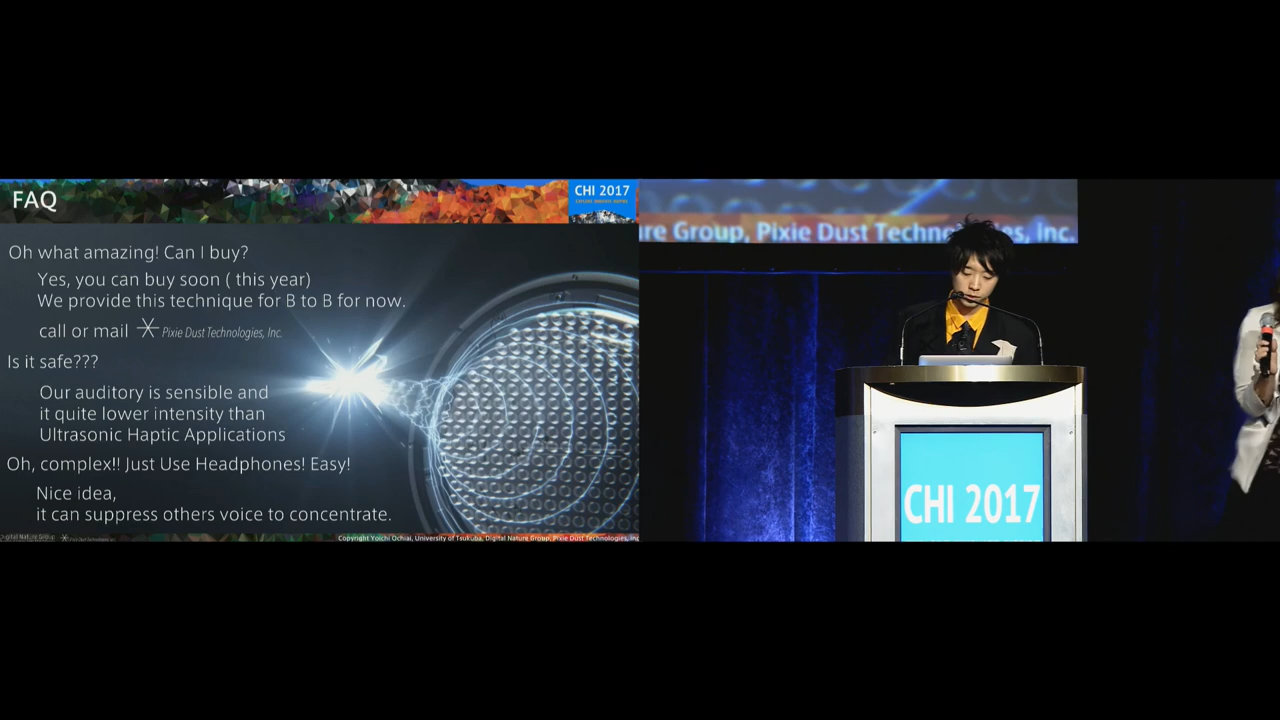 FAQ
CHI 2017
Oh what amazing! Can I buy?
Yes, you can buy soon ( this year)
We provide this technique for B to B for now.
call or mail Pixie Dust Technologies, Inc.
Is it safe???
Our auditory is sensible and
it quite lower intensity than
Ultrasonic Haptic Applications
Oh, complex!! Just Use Headphones! Easy!
Nice idea,
it can suppress others voice to concentrate.
Digital Nature Group
Copyright Yoichi Ochiai, University of Tsukuba, Digital Nature Group, Pixie Dust Technologies, Inc
re Group, Pixie Dust Techno es, Inc.
CHI 2017